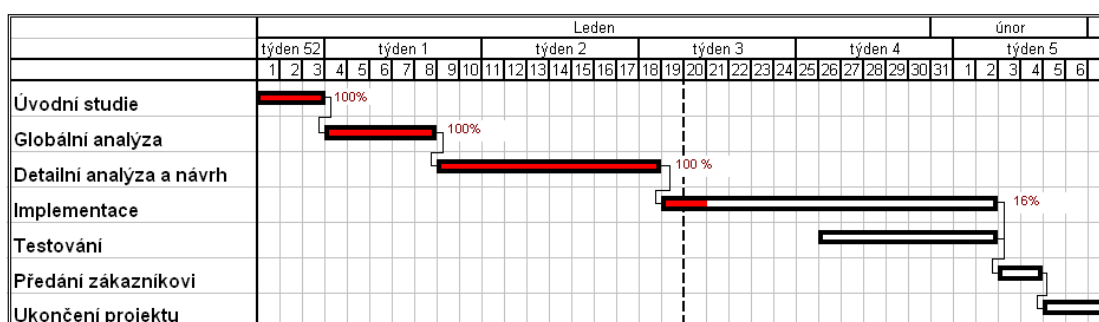 Leden únor
týden 52 týden 1 týden 2 týden 3 týden 4 týden 5
1 2 3 4 5 6 7 8 9 10 11 12 13 14 15 16 17 18 19 20 21 22 23 24 25 26 27 28 29 30 31 1 2 3 4 5 6
Úvodní studie 100%
Globální analýza 100%
Detailní analýza a návrh 100 %
Implementace 16%
Testování
Předání zákazníkovi
Ukončení projektu